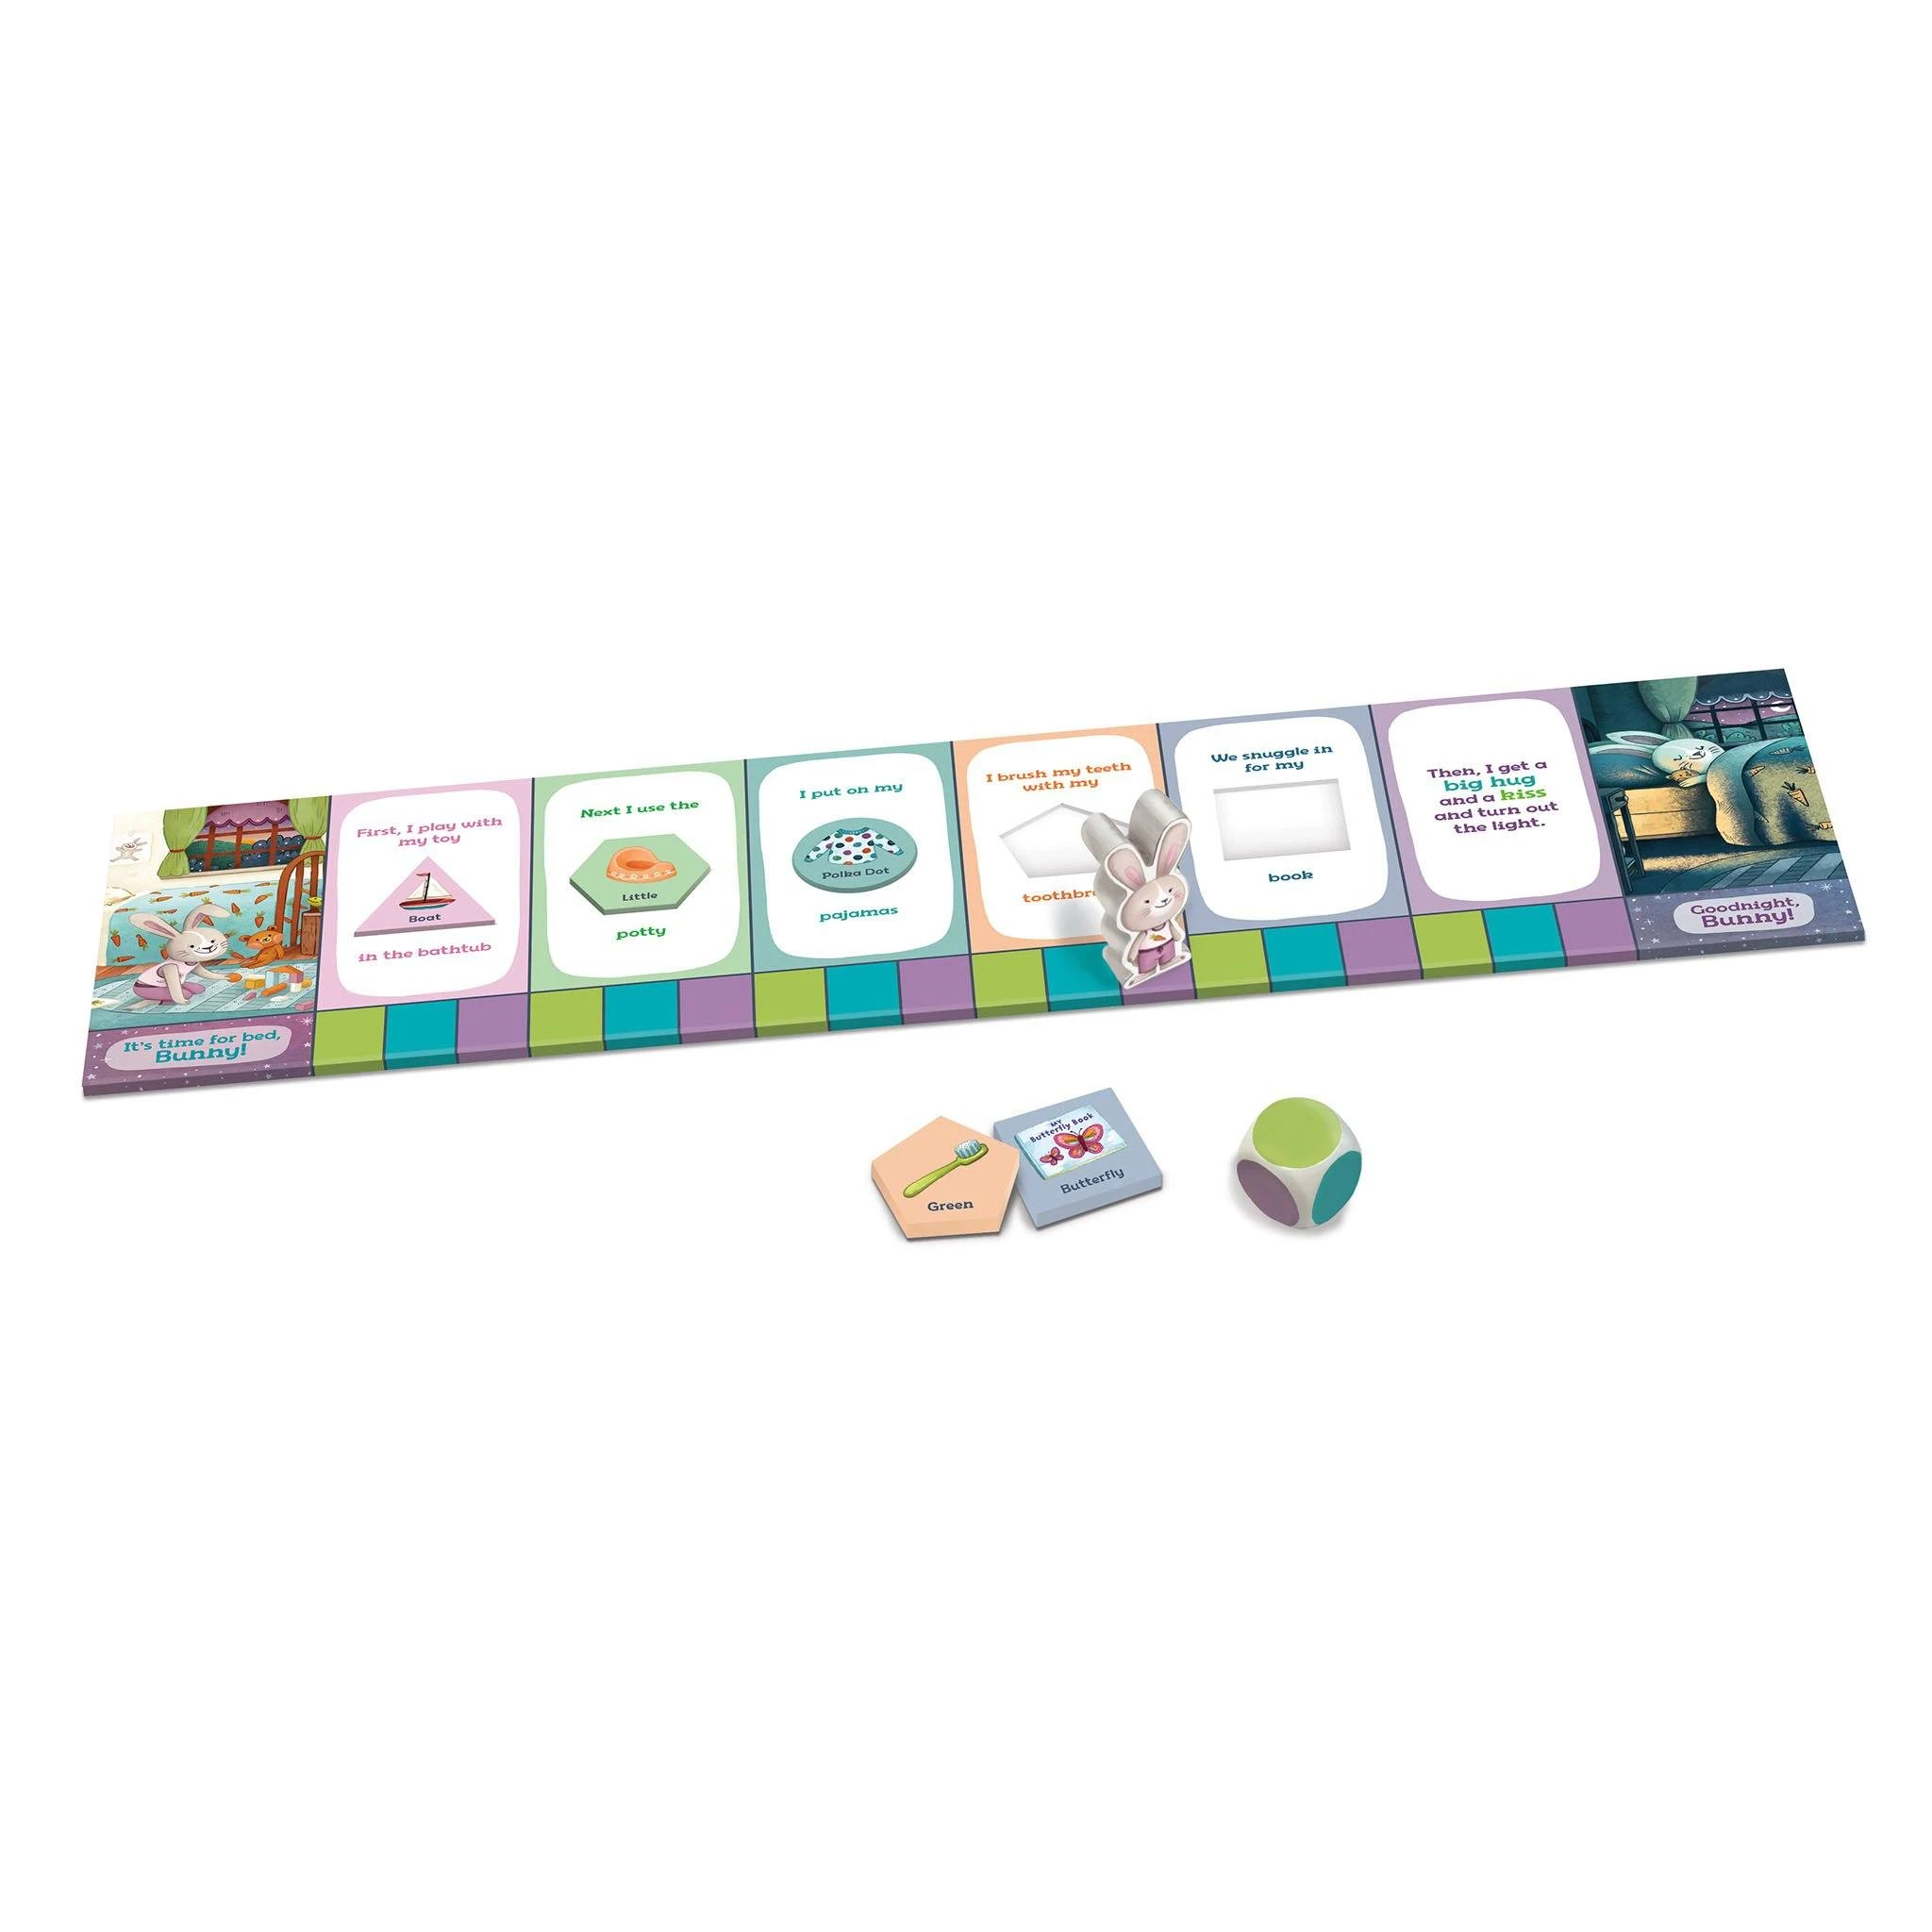 It's time for bed,
Bunny!
First, I play with
my toy
Boat
in the bathtub
Next I use the
Little
potty
I put on my
Polka Dot
pajamas
I brush my teeth
with my
We snuggle in
for my
book
Then, I get a
big hug
and a kiss
and turn out
the light.
Goodnight,
Bunny!
Green
MY
Butterfly Book
Butterfly